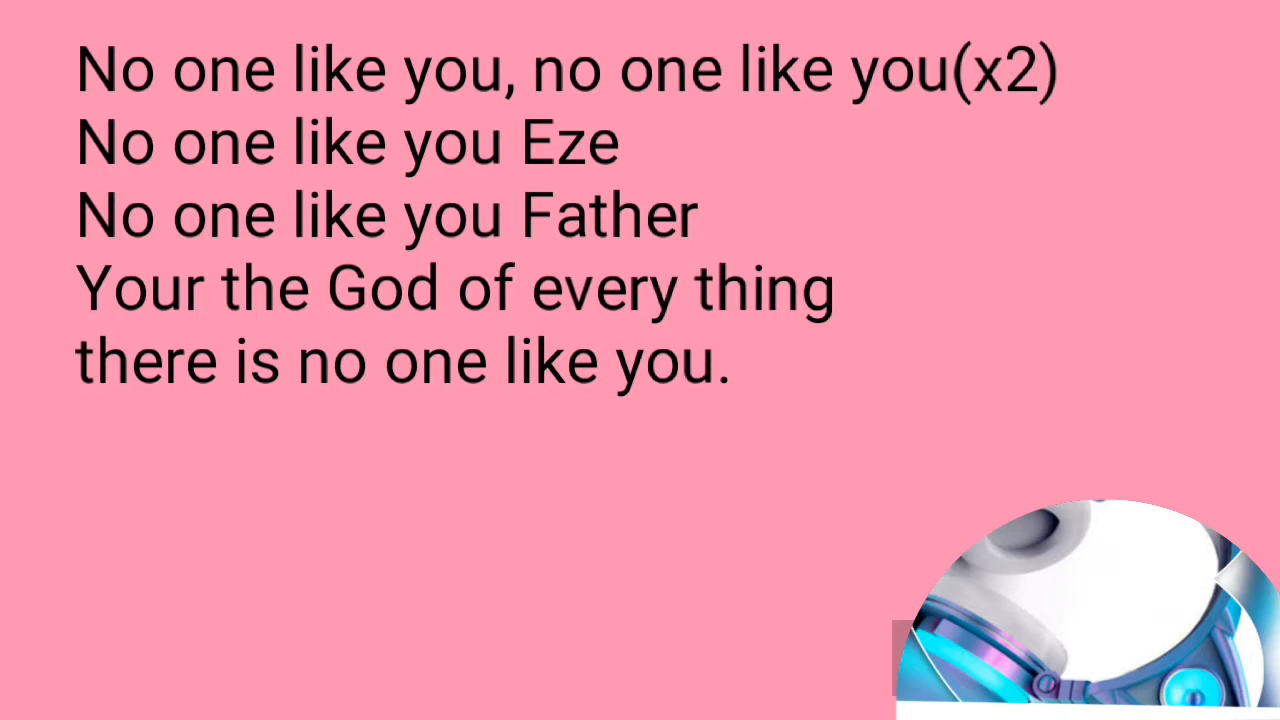 No one like you, no one like you(x2)
No one like you Eze
No one like you Father
Your the God of every thing
there is no one like you.